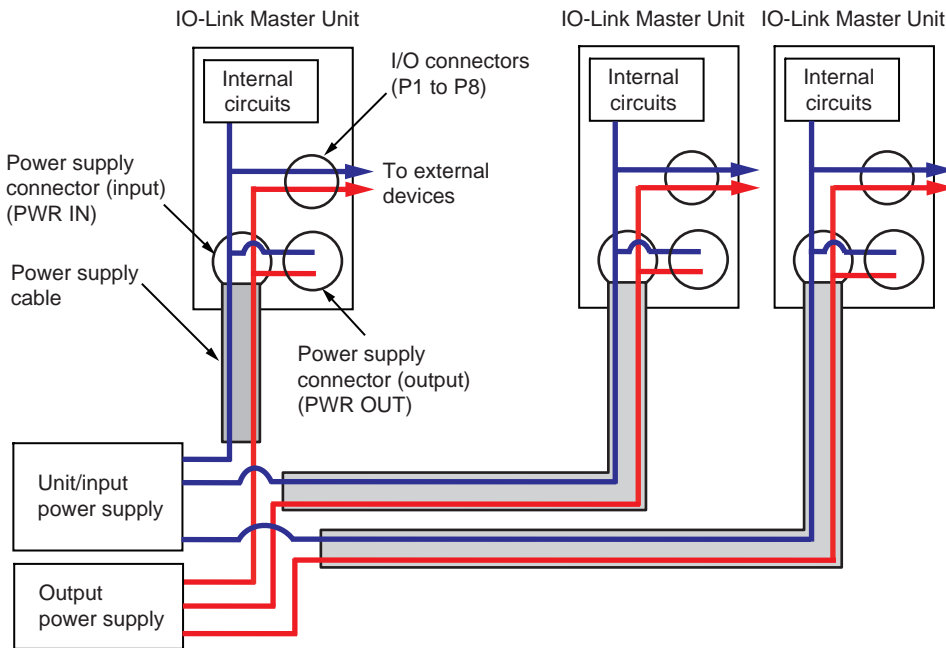 IO-Link Master Unit
IO-Link Master Unit
IO-Link Master Unit
Internal
circuits
I/O connectors
(P1 to P8)
Internal
circuits
Internal
circuits
Power supply
connector (input)
(PWR IN)
To external
devices
Power supply
cable
Power supply
connector (output)
(PWR OUT)
Unit/input
power supply
Output
power supply